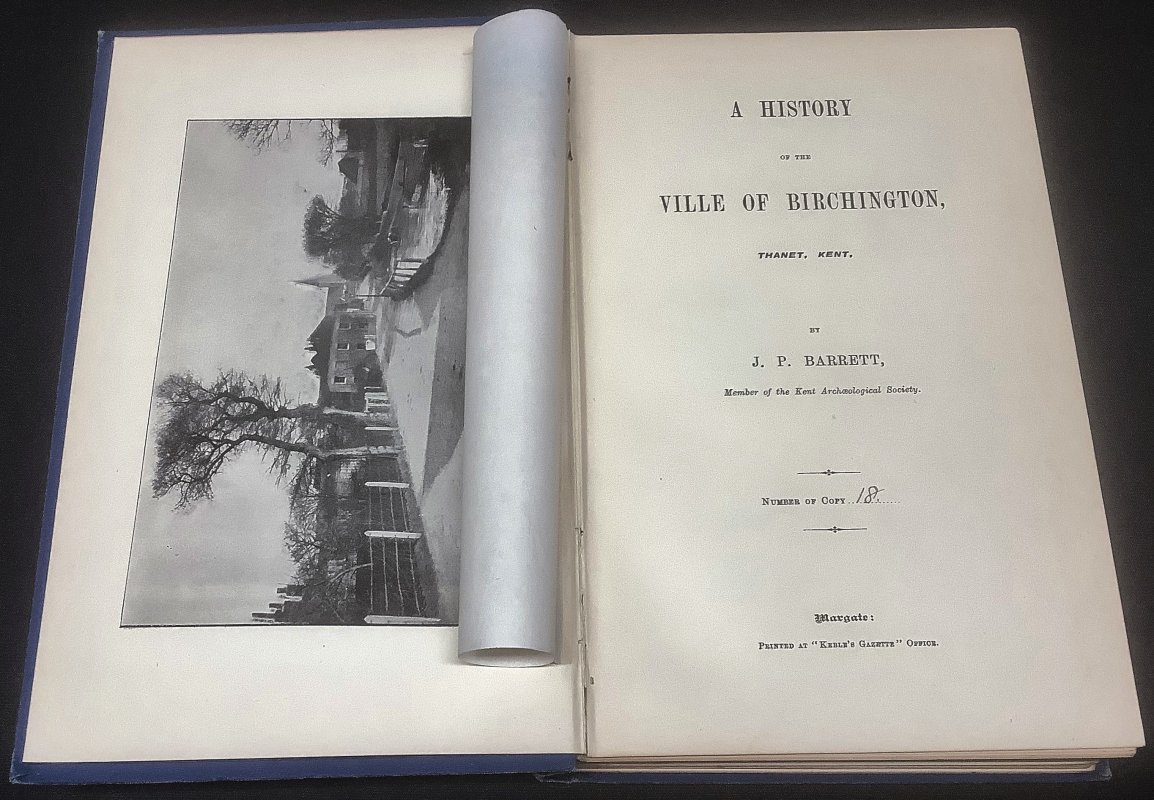 A HISTORY
OF THE
VILLE OF BIRCHINGTON,
THANET, KENT,
BY
J. P. BARRETT,
Member of the Kent Archæological Society.
NUMBER OF COPY 18.
Margate:
PRINTED AT "KEBLE'S GAZETTE" OFFICE.